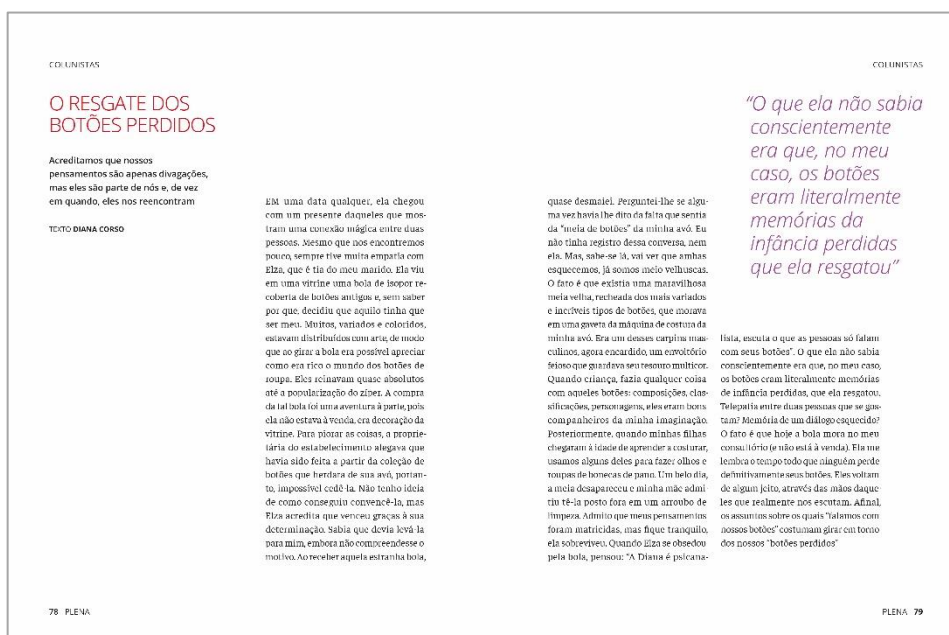 COLUNISTAS
O RESGATE DOS
BOTÕES PERDIDOS
Acreditamos que nossos
pensamentos são apenas divagações,
mas eles são parte de nós e, de vez
em quando, eles nos reencontram
TEXTO DIANA CORSO
EM uma data qualquer, ela chegou
com um presente daqueles que mos-
tram uma conexão mágica entre duas
pessoas. Mesmo que nos encontremos
pouco, sempre tive muita empatia com
Elza, que é tia do meu marido. Ela viu
em uma vitrine uma bola de isopor re-
coberta de botões antigos e, sem saber
por que, decidiu que aquilo tinha que
ser meu. Muitos, variados e coloridos,
estavam distribuídos com arte, de modo
que ao girar a bola era possível apreciar
como era rico o mundo dos botões de
roupa. Eles reinavam quase absolutos
até a popularização do zíper. A compra
da tal bola foi uma aventura à parte, pois
ela não estava à venda, era decoração da
vitrine. Para piorar as coisas, a proprie-
tária do estabelecimento alegava que
havia sido feita a partir da coleção de
botões que herdara de sua avó, portan-
to, impossível cedê-la. Não tenho ideia
de como conseguiu convencê-la, mas
Elza acredita que venceu graças à sua
determinação. Sabia que devia levá-la
para mim, embora não compreendesse o
motivo. Ao receber aquela estranha bola,
78 PLENA
COLUNISTAS
"O que ela não sabia
conscientemente
era que, no meu
caso, os botões
eram literalmente
memórias da
infância perdidas
que ela resgatou"
quase desmaiei. Perguntei-lhe se algu-
ma vez havia lhe dito da falta que sentia
da "meia de botões" da minha avó. Eu
não tinha registro dessa conversa, nem
ela. Mas, sabe-se lá, vai ver que ambas
esquecemos, já somos meio velhuscas.
O fato é que existia uma maravilhosa
meia velha, recheada dos mais variados
e incríveis tipos de botões, que morava
em uma gaveta da máquina de costura da
minha avó. Era um desses carpins mas-
culinos, agora encardido, um envoltório
feioso que guardava seu tesouro multicor.
Quando criança, fazia qualquer coisa
com aqueles botões: composições, clas-
sificações, personagens, eles eram bons
companheiros da minha imaginação.
Posteriormente, quando minhas filhas
chegaram à idade de aprender a costurar,
usamos alguns deles para fazer olhos e
roupas de bonecas de pano. Um belo dia,
a meia desapareceu e minha mãe admi-
tiu tê-la posto fora em um arroubo de
limpeza. Admito que meus pensamentos
foram matricidas, mas fique tranquilo,
ela sobreviveu. Quando Elza se obsedou
pela bola, pensou: "A Diana é psicana-
lista, escuta o que as pessoas só falam
com seus botões". O que ela não sabia
conscientemente era que, no meu caso,
os botões eram literalmente memórias
de infância perdidas, que ela resgatou.
Telepatia entre duas pessoas que se gos-
tam? Memória de um diálogo esquecido?
O fato é que hoje a bola mora no meu
consultório (e não está à venda). Ela me
lembra o tempo todo que ninguém perde
definitivamente seus botões. Eles voltam
de algum jeito, através das mãos daque-
les que realmente nos escutam. Afinal,
os assuntos sobre os quais "falamos com
nossos botões" costumam girar em torno
dos nossos "botões perdidos"
PLENA 79